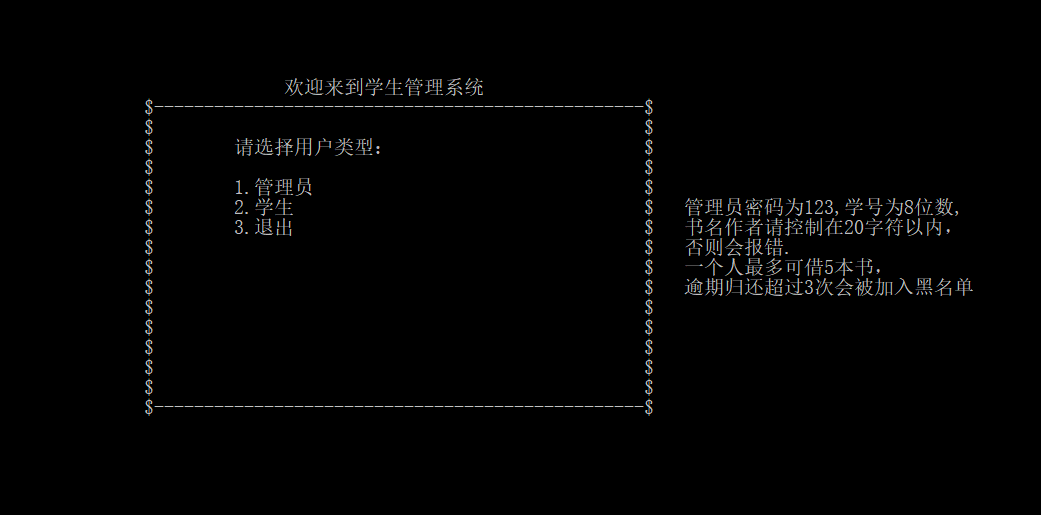 欢迎来到学生管理系统
$-------------------------------------------------$
$ $
$ 请选择用户类型: $
$ $
$ 1.管理员 $
$ 2.学生 $ 管理员密码为123,学号为8位数,
$ 3.退出 $ 书名作者请控制在20字符以内，
$ $ 否则会报错.
$ $ 一个人最多可借5本书，
$ $ 逾期归还超过3次会被加入黑名单
$ $
$ $
$ $
$ $
$ $
$-------------------------------------------------$